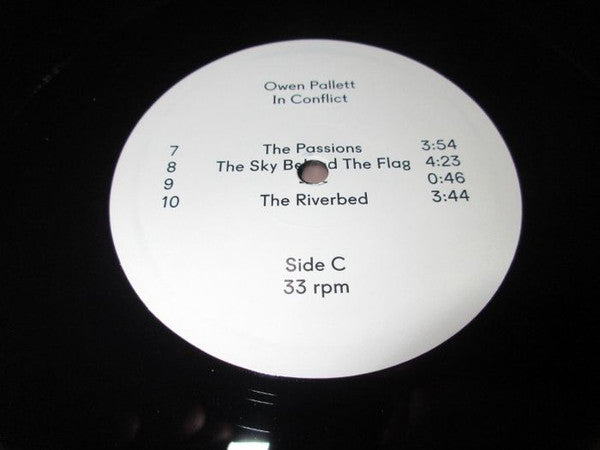 Owen Pallett
In Conflict
7 The Passions 3:54
8 The Sky The Flag 4:23
9 0:46
10 The Riverbed 3:44
Side C
33 rpm